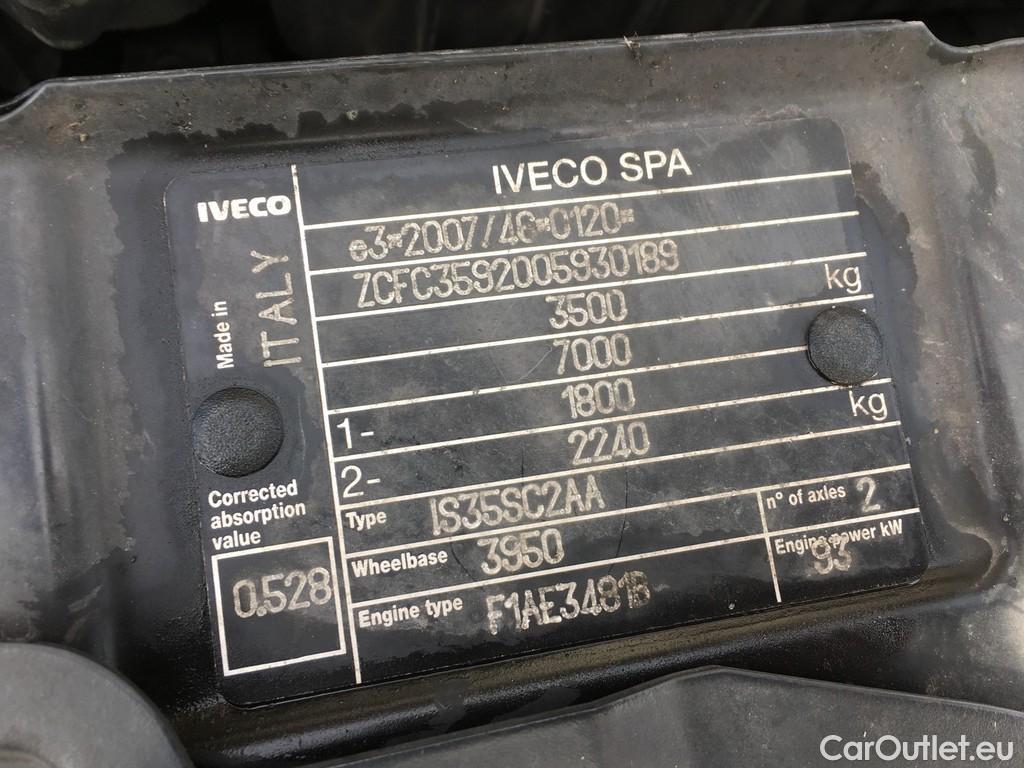 IVECO SPA
IVECO
Made in
ITALY
e3*2007/46*0120*
ZCFC3592005930189
3500 kg
7000
1- 1800
2- 2240 kg
Type IS35SC2AA
n° of axles 2
Wheelbase 3950
Engine power kW
93
Engine type F1AE3481B
Corrected
absorption
value
0.528
CarOutlet.eu